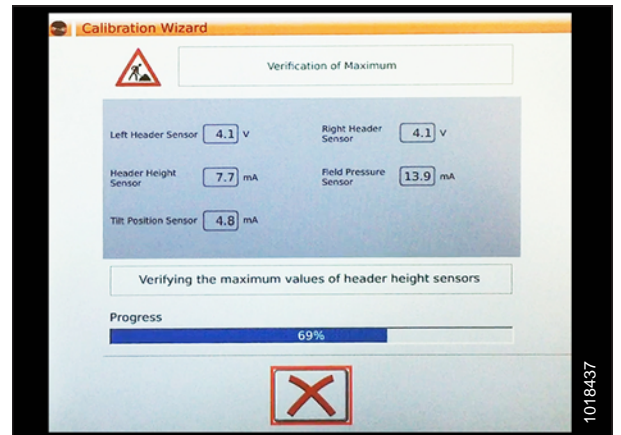 Calibration Wizard
Verification of Maximum
Left Header Sensor 4.1 V
Right Header
Sensor 4.1 V
Header Height
Sensor 7.7 mA
Field Pressure
Sensor 13.9 mA
Tilt Position Sensor 4.8 mA
Verifying the maximum values of header height sensors
Progress
69%
1018437